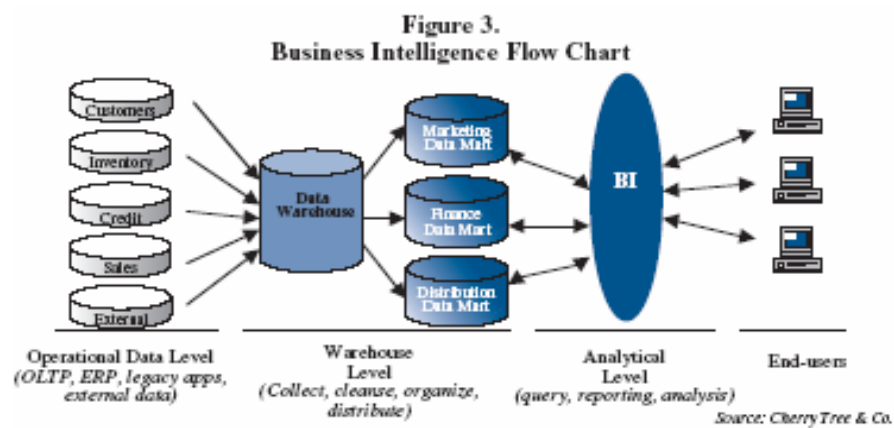 Figure 3.
Business Intelligence Flow Chart
Customers
Inventory
Credit
Sales
External
Data
Warehouse
Marketing
Data Mart
Finance
Data Mart
Distribution
Data Mart
BI
Operational Data Level
(OLTP, ERP, legacy apps,
external data)
Warehouse
Level
(Collect, cleanse, organize,
distribute)
Analytical
Level
(query, reporting, analysis)
End-users
Source: CherryTree & Co.